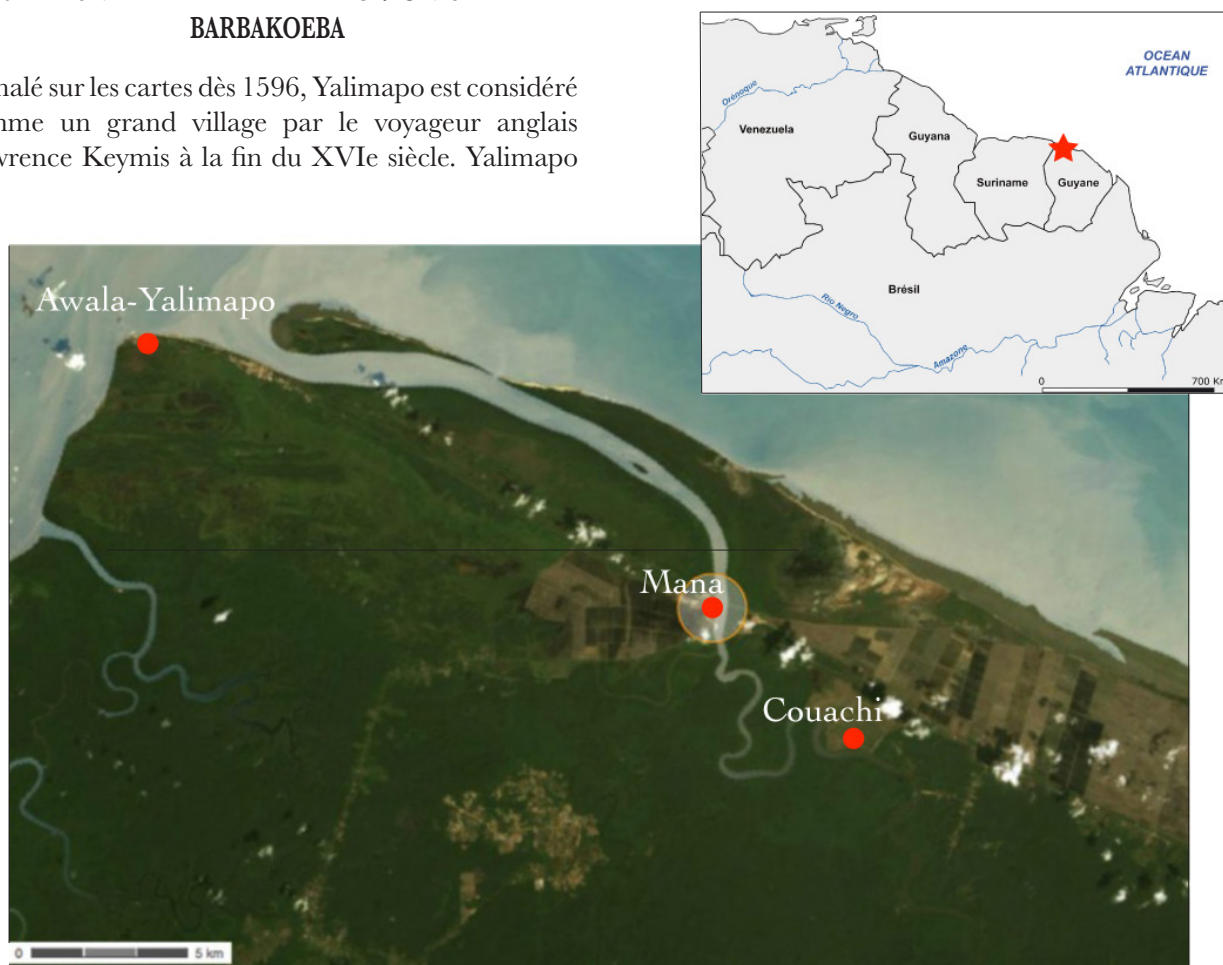 BARBAKOEBA
malé sur les cartes dès 1596, Yalimapo est considéré
mme un grand village par le voyageur anglais
wrence Keymis à la fin du XVIe siècle. Yalimapo
OCEAN
ATLANTIQUE
Orénoque
Venezuela
Guyana
Suriname
Guyane
Brésil
Rio Negro
Amazone
0 700 Km
Awala-Yalimapo
Mana
Couachi
0 5 km